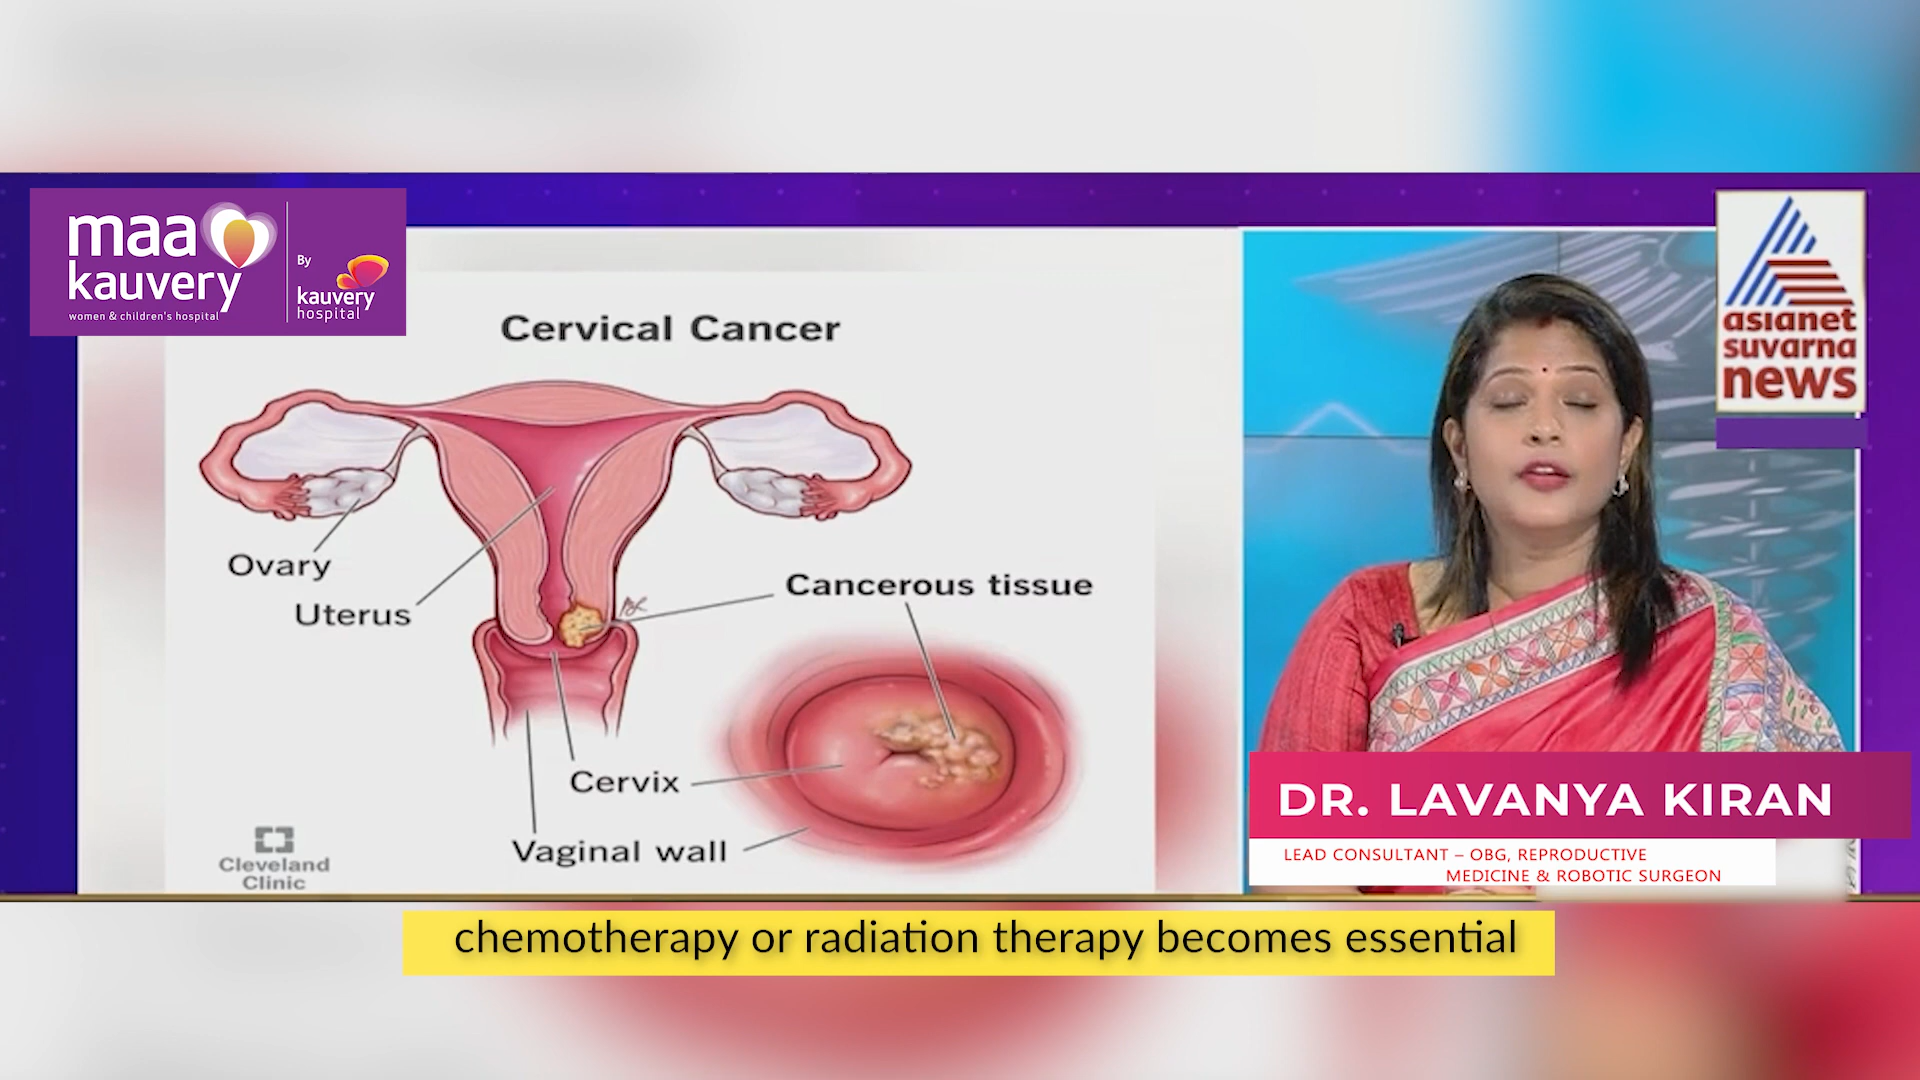 maa
kauvery
women & children's hospital
By
kauvery
hospital
asianet
suvarna
news
Cervical Cancer
Ovary
Uterus
Cancerous tissue
Cervix
Vaginal wall
Cleveland
Clinic
DR. LAVANYA KIRAN
LEAD CONSULTANT – OBG, REPRODUCTIVE
MEDICINE & ROBOTIC SURGEON
chemotherapy or radiation therapy becomes essential